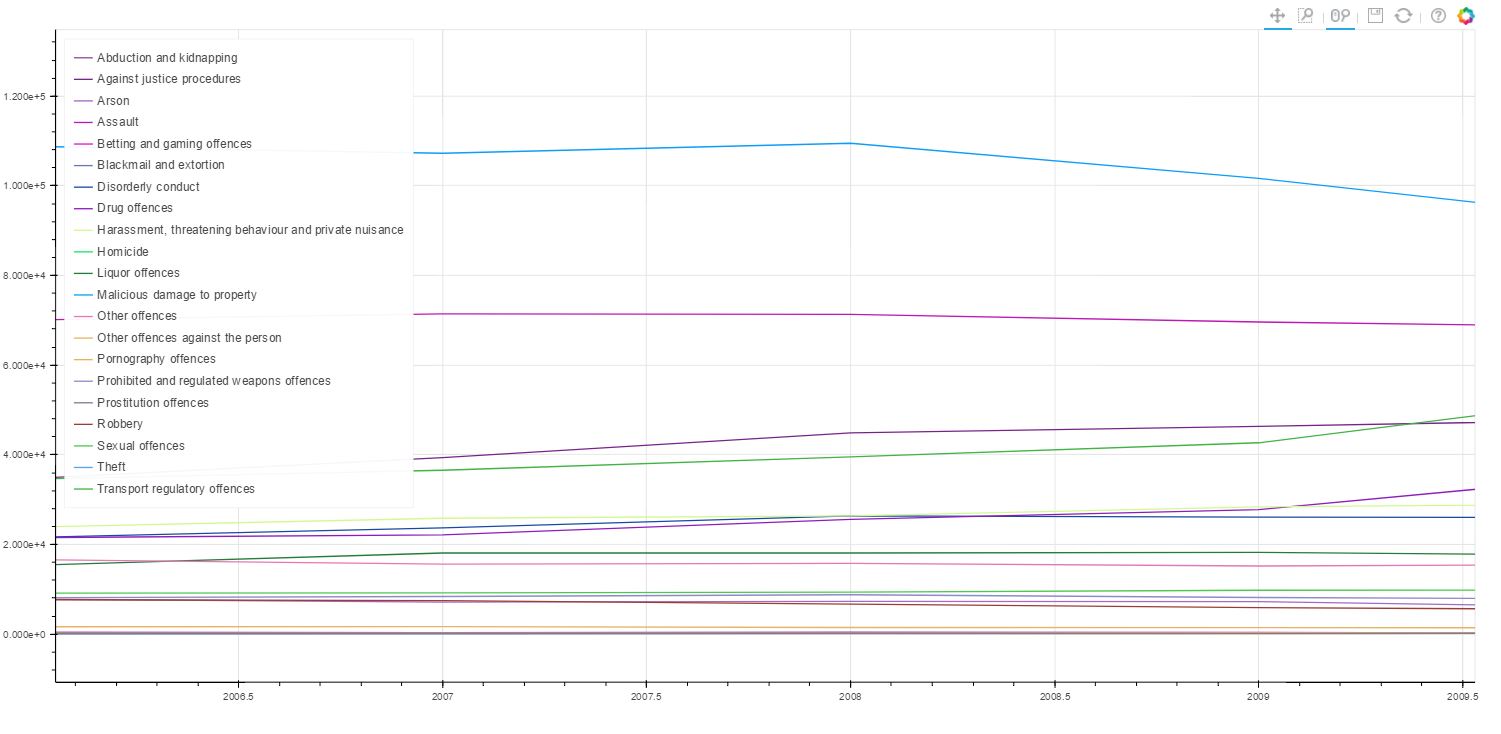 Abduction and kidnapping
Against justice procedures
Arson
Assault
Betting and gaming offences
Blackmail and extortion
Disorderly conduct
Drug offences
Harassment, threatening behaviour and private nuisance
Homicide
Liquor offences
Malicious damage to property
Other offences
Other offences against the person
Pornography offences
Prohibited and regulated weapons offences
Prostitution offences
Robbery
Sexual offences
Theft
Transport regulatory offences
1.200e+5
1.000e+5
8.000e+4
6.000e+4
4.000e+4
2.000e+4
0.000e+0
2006.5 2007 2007.5 2008 2008.5 2009 2009.5